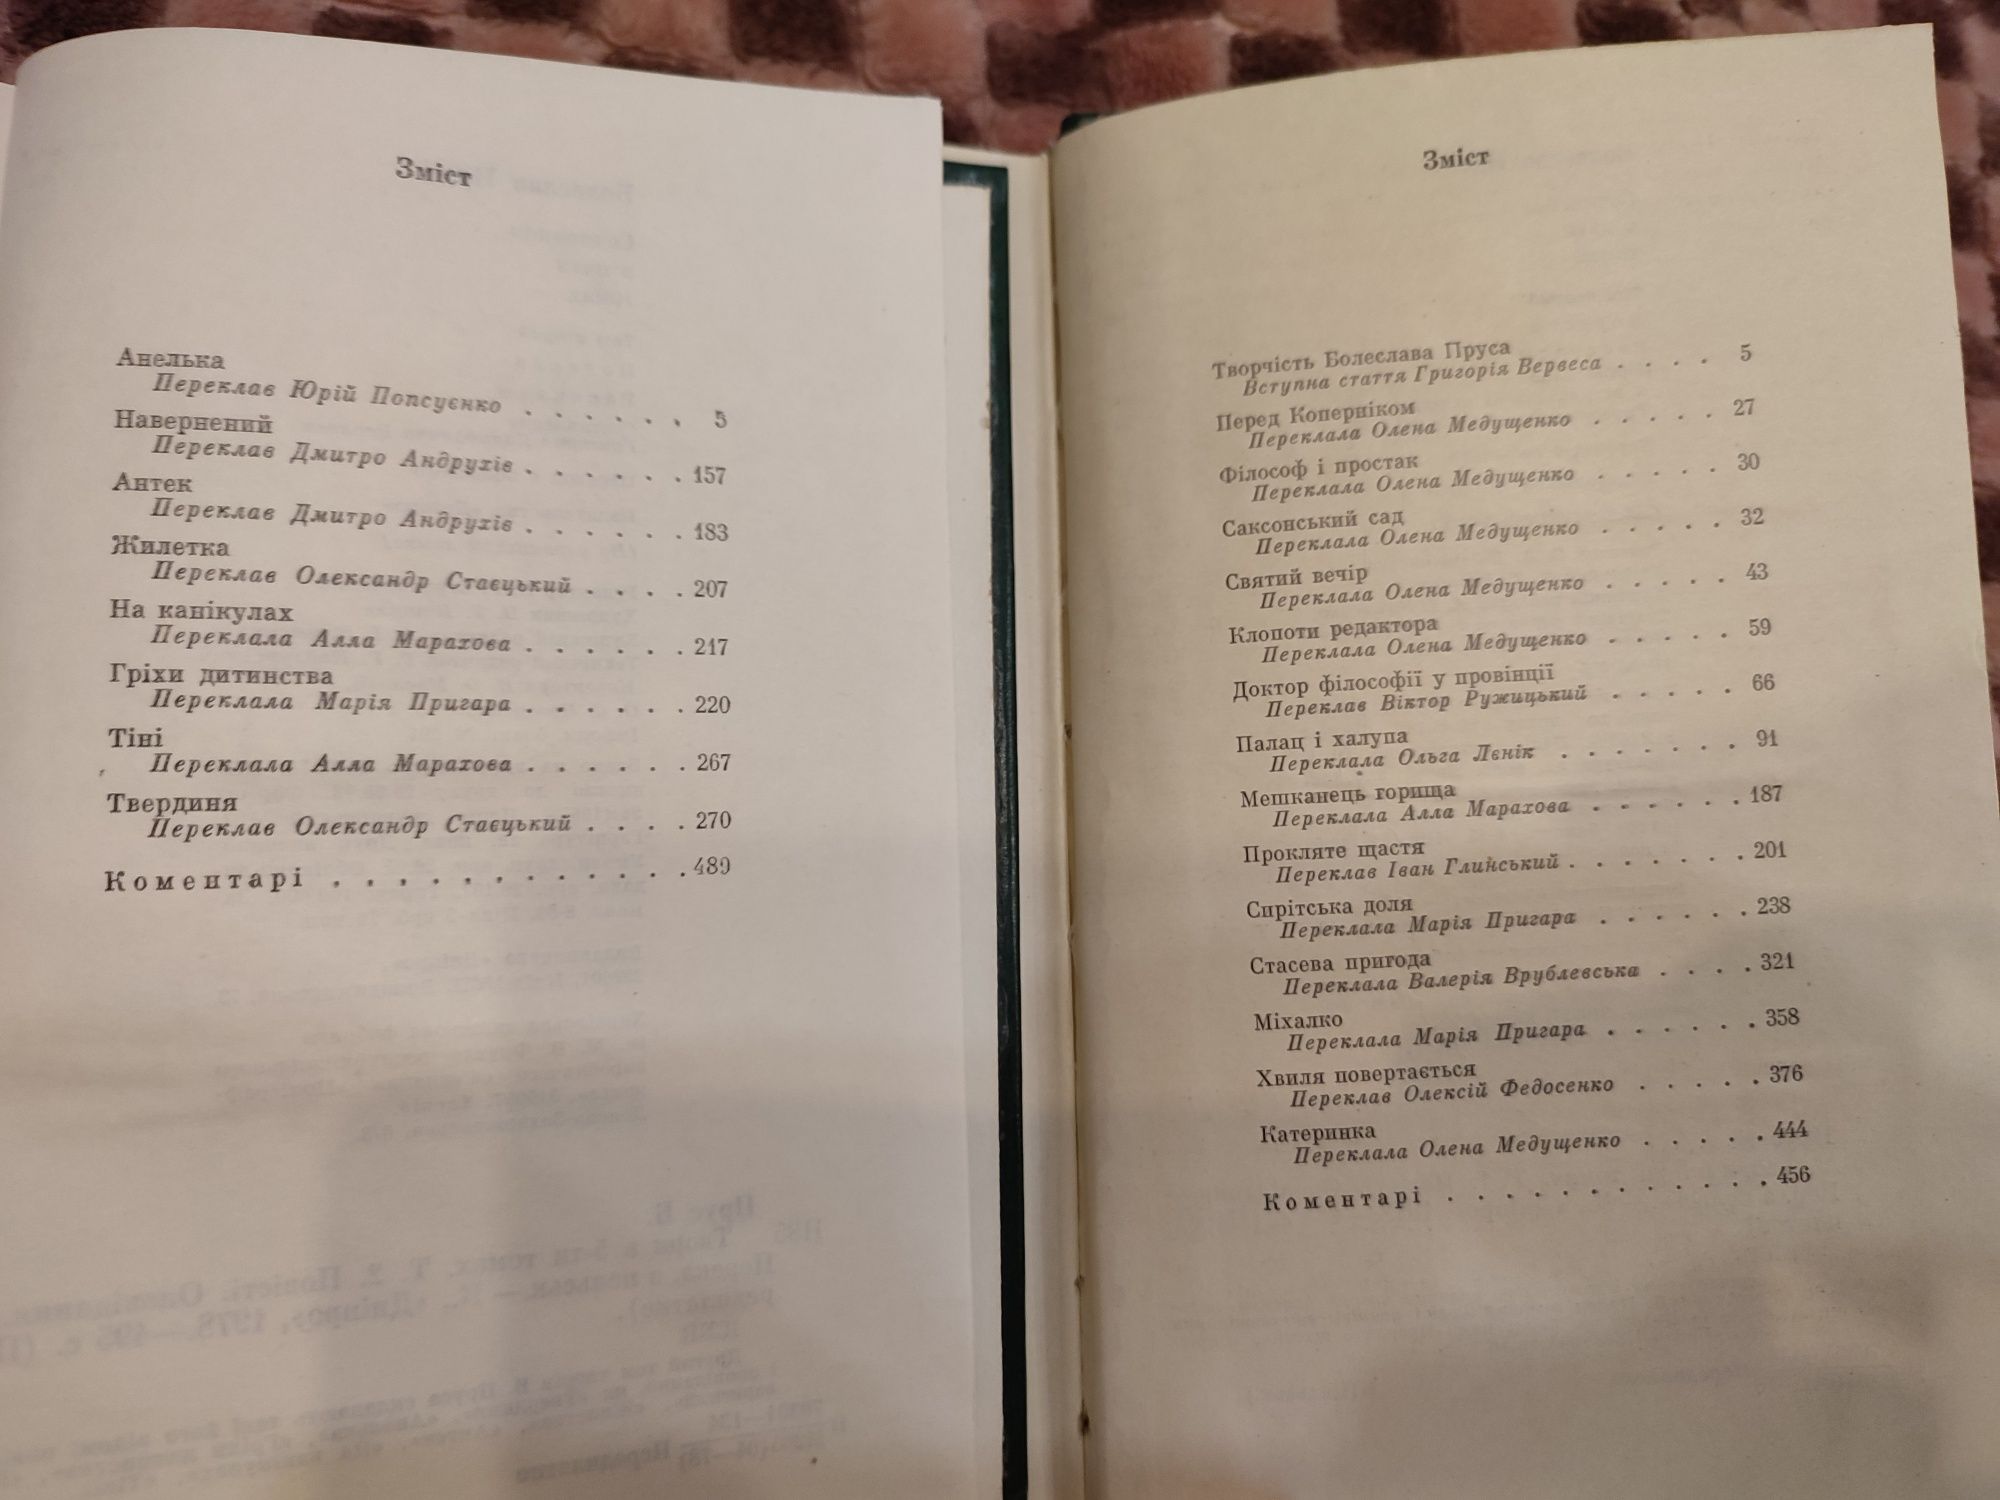 Зміст
Анелька
Переклав Юрій Попсуєнко . . . . . . 5
Навернений
Переклав Дмитро Андрухів . . . . . . 157
Антек
Переклав Дмитро Андрухів . . . . . . 183
Жилетка
Переклав Олександр Стаєцький . . . . 207
На канікулах
Переклала Алла Марахова . . . . . . 217
Гріхи дитинства
Переклала Марія Пригара . . . . . . 220
Тіні
Переклала Алла Марахова . . . . . . 267
Твердиня
Переклав Олександр Стаєцький . . . . 270
Коментарі . . . . . . . . . . . 489
Зміст
Творчість Болеслава Пруса
Вступна стаття Григорія Вервеса . . . . 5
Перед Коперніком
Переклала Олена Медущенко . . . . . 27
Філософ і простак
Переклала Олена Медущенко . . . . . 30
Саксонський сад
Переклала Олена Медущенко . . . . . 32
Святий вечір
Переклала Олена Медущенко . . . . . 43
Клопоти редактора
Переклала Олена Медущенко . . . . . 59
Доктор філософії у провінції
Переклав Віктор Ружицький . . . . . 66
Палац і халупа
Переклала Ольга Лєнік . . . . . . . 91
Мешканець горища
Переклала Алла Марахова . . . . . . 187
Прокляте щастя
Переклав Іван Глинський . . . . . . . 201
Сирітська доля
Переклала Марія Пригара . . . . . . 238
Стасева пригода
Переклала Валерія Врублевська . . . . 321
Міхалко
Переклала Марія Пригара . . . . . . 358
Хвиля повертається
Переклав Олексій Федосенко . . . . . 376
Катеринка
Переклала Олена Медущенко . . . . . 444
Коментарі . . . . . . . . . . . . 456